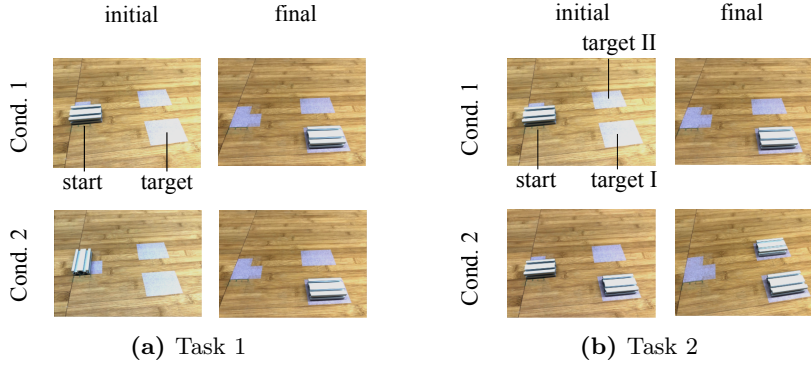 initial final
Cond. 1
start target
Cond. 2
(a) Task 1
initial final
target II
Cond. 1
start target I
Cond. 2
(b) Task 2